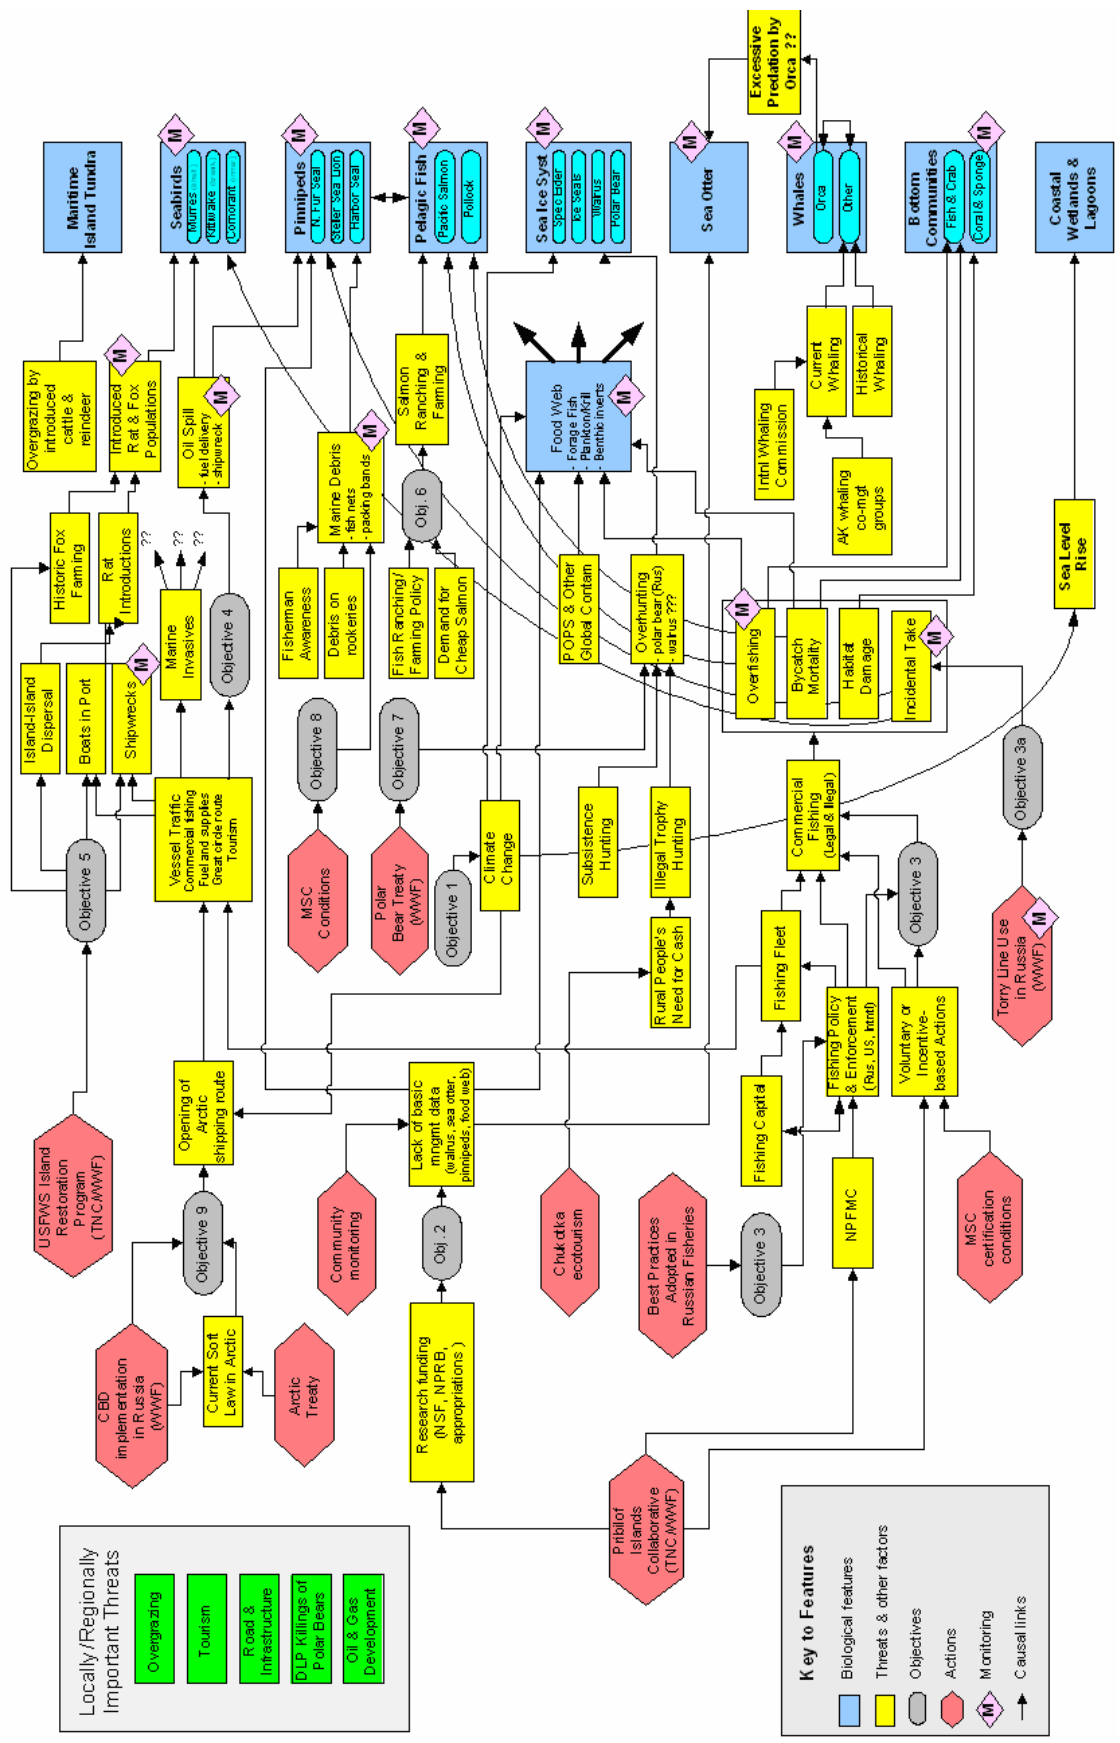 Maritime
Island Tundra
Seabirds
Murres
Kittiwake
Cormorant
M
Pinnipeds
N. Fur Seal
Steller Sea Lion
Harbor Seal
M
Pelagic Fish
Pacific Salmon
Pollock
M
Sea Ice Syst
Spec Eider
Ice Seals
Walrus
Polar Bear
M
Sea Otter
M
Excessive
Predation by
Orca ??
Whales
Orca
Other
Bottom
Communities
Fish & Crab
Coral & Sponge
M
Coastal
Wetlands &
Lagoons
Overgrazing by
introduced
cattle &
reindeer
Introduced
Rat & Fox
Populations
M
Oil Spill
- fuel delivery
- shipwreck
M
Marine Debris
- fish nets
- packing bands
M
Salmon
Ranching &
Farming
Food Web
- Forage Fish
- Plankton/Krill
- Benthic inverts
M
Intnl Whaling
Commission
Current
Whaling
Historical
Whaling
AK whaling
co-mgt
groups
Historic Fox
Farming
Rat
Introductions
??
??
??
Marine
Invasives
Objective 4
Fisherman
Awareness
Debris on
rookeries
Obj. 6
Fish Ranching/
Farming Policy
Demand for
Cheap Salmon
POPS & Other
Global Contam
Overhunting
- polar bear (Rus)
- walrus ???
Overfishing
M
Bycatch
Mortality
Habitat
Damage
Incidental Take
M
Sea Level
Rise
Island-Island
Dispersal
Boats in Port
Shipwrecks
M
Objective 5
Vessel Traffic
Commercial fishing
Fuel and supplies
Great circle route
Tourism
Objective 8
MSC
Conditions
Objective 7
Polar
Bear Treaty
(WWF)
Objective 1
Climate
Change
Subsistence
Hunting
Illegal Trophy
Hunting
Rural People's
Need for Cash
Commercial
Fishing
(Legal & Illegal)
Objective 3a
Objective 3
Torry Line Use
in Russia
(WWF)
M
Fishing Fleet
Fishing Capital
Fishing Policy
& Enforcement
(Rus, US, Intntl)
Voluntary or
Incentive-
based Actions
USFWS Island
Restoration
Program
(TNC/WWF)
Opening of
Arctic
shipping route
Objective 9
Lack of basic
mngmt data
(walrus, sea otter,
pinnipeds, food web)
Community
monitoring
Obj. 2
Chukotka
ecotourism
Best Practices
Adopted in
Russian Fisheries
Objective 3
NPFMC
MSC
certification
conditions
CBD
implementation
in Russia
(WWF)
Current Soft
Law in Arctic
Arctic
Treaty
Research funding
(NSF, NPRB,
appropriations )
Pribilof
Islands
Collaborative
(TNC/WWF)
Locally/Regionally
Important Threats
Overgrazing
Tourism
Road &
Infrastructure
DLP Killings of
Polar Bears
Oil & Gas
Development
Key to Features
Biological features
Threats & other factors
Objectives
Actions
M
Monitoring
Causal links